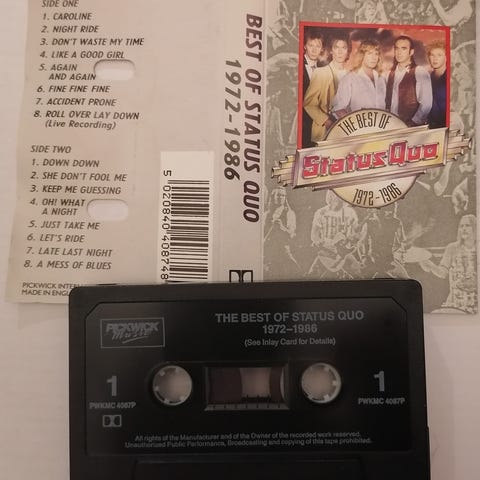 SIDE ONE
1. CAROLINE
2. NIGHT RIDE
3. DON'T WASTE MY TIME
4. LIKE A GOOD GIRL
5. AGAIN
AND AGAIN
6. FINE FINE FINE
7. ACCIDENT PRONE
8. ROLL OVER LAY DOWN
(Live Recording)
SIDE TWO
1. DOWN DOWN
2. SHE DON'T FOOL ME
3. KEEP ME GUESSING
4. OH! WHAT
A NIGHT
5. JUST TAKE ME
6. LET'S RIDE
7. LATE LAST NIGHT
8. A MESS OF BLUES
PICKWICK
MADE IN ENGLAND
5 020840 408748
BEST OF STATUS QUO
1972-1986
THE BEST OF
Status Quo
1972-1986
PICKWICK
Music
THE BEST OF STATUS QUO
1972-1986
(See Inlay Card for Details)
1
PWKMC 4087P
1
PWKMC 4087P
All rights of the Manufacturer and of the Owner of the recorded work reserved.
Unauthorized Public Performance, Broadcasting and copying of this tape prohibited.